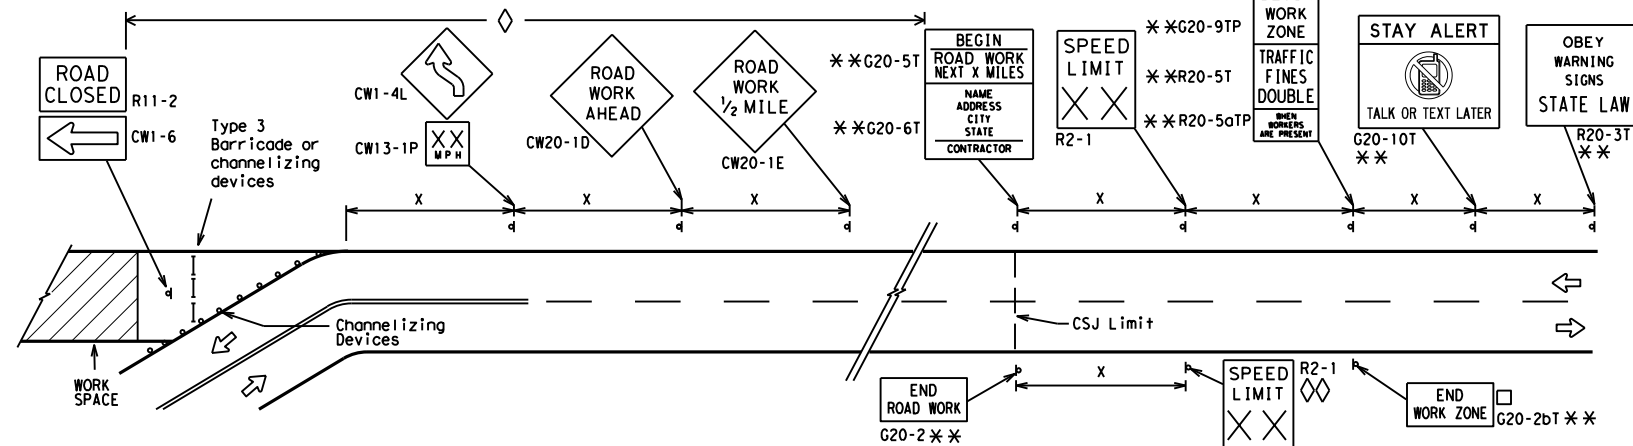 ROAD
CLOSED
R11-2
CW1-6
Type 3
Barricade or
channelizing
devices
CW1-4L
XX
MPH
CW13-1P
ROAD
WORK
AHEAD
CW20-1D
ROAD
WORK
1/2 MILE
CW20-1E
**G20-5T
**G20-6T
BEGIN
ROAD WORK
NEXT X MILES
NAME
ADDRESS
CITY
STATE
CONTRACTOR
SPEED
LIMIT
XX
R2-1
**G20-9TP
**R20-5T
**R20-5aTP
WORK
ZONE
TRAFFIC
FINES
DOUBLE
WHEN
WORKERS
ARE PRESENT
STAY ALERT
TALK OR TEXT LATER
G20-10T
**
OBEY
WARNING
SIGNS
STATE LAW
R20-3T
**
X
X
X
X
X
X
X
Channelizing
Devices
WORK
SPACE
CSJ Limit
END
ROAD WORK
G20-2**
X
SPEED
LIMIT
XX
R2-1
END
WORK ZONE
G20-2bT **